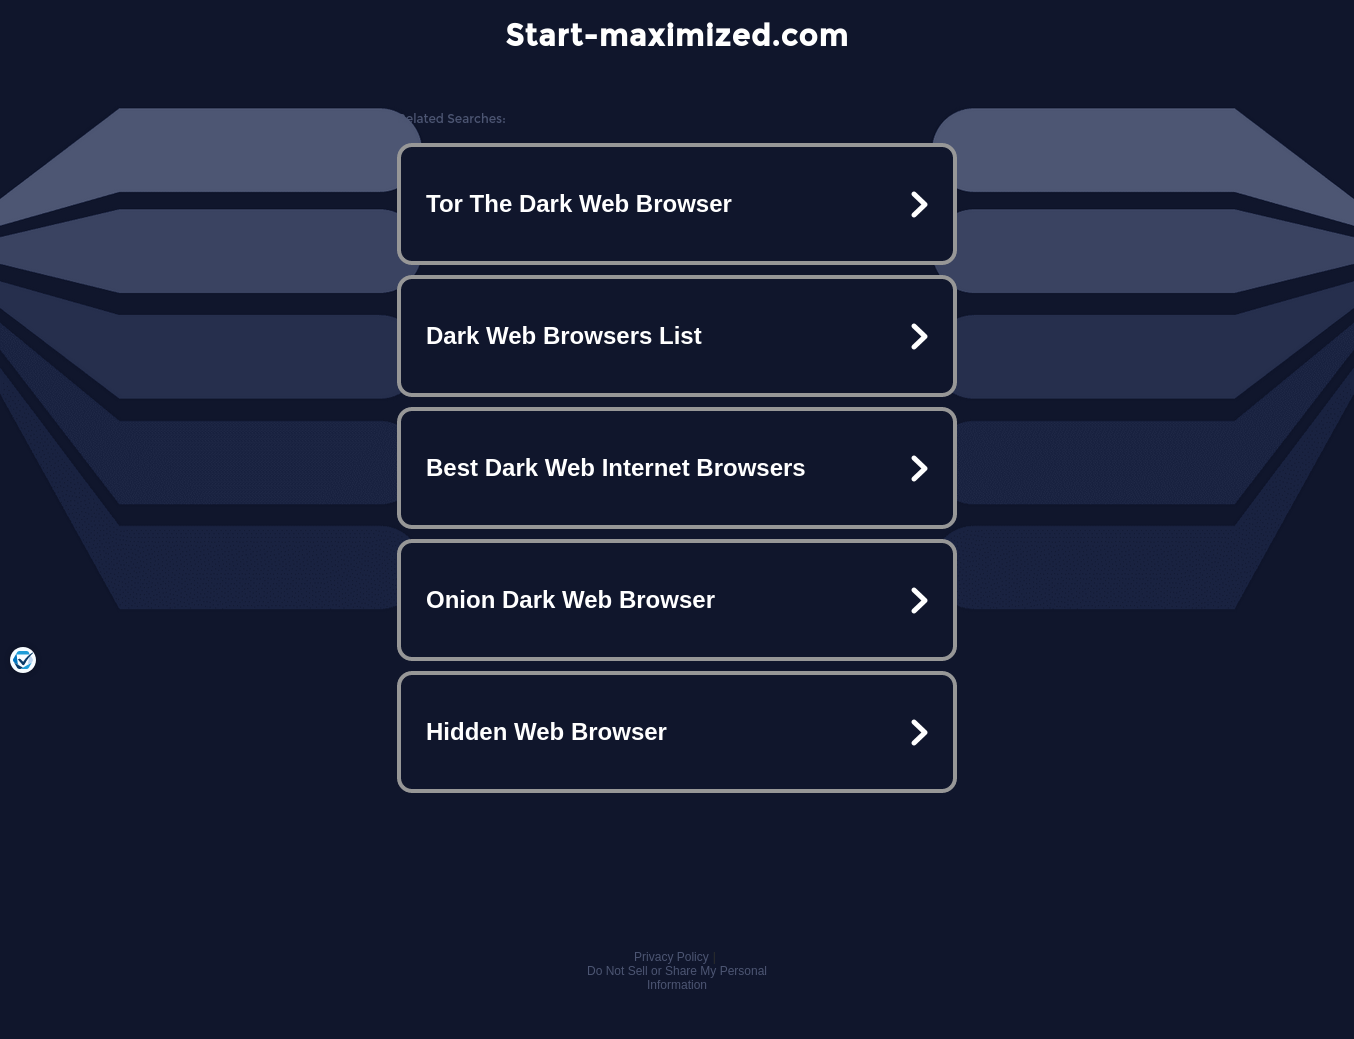 Start-maximized.com
Related Searches:
Tor The Dark Web Browser
Dark Web Browsers List
Best Dark Web Internet Browsers
Onion Dark Web Browser
Hidden Web Browser
Privacy Policy |
Do Not Sell or Share My Personal
Information